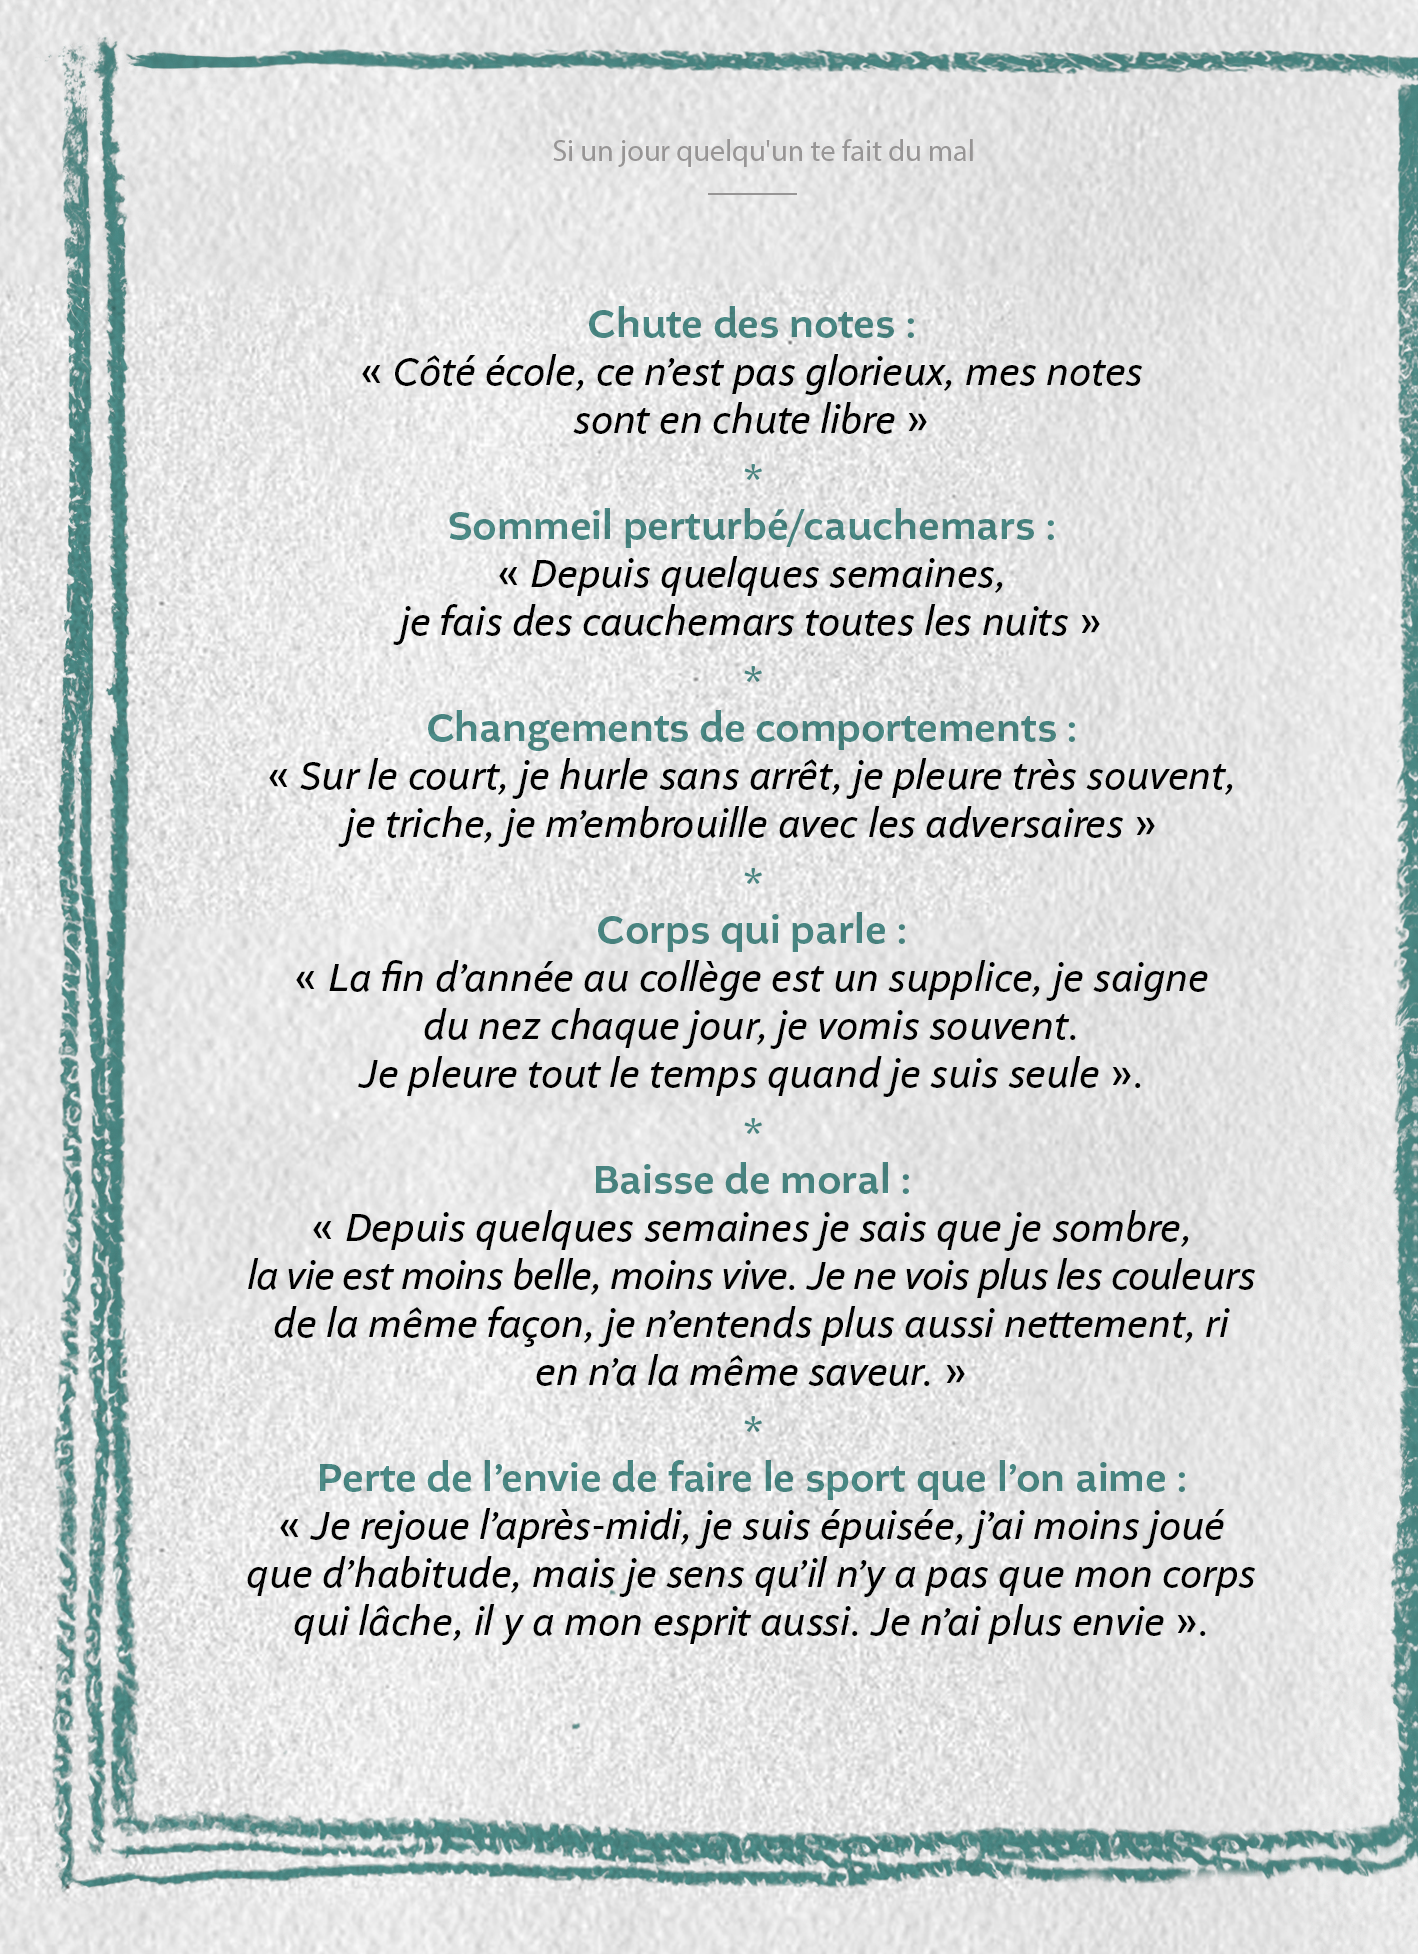 Si un jour quelqu'un te fait du mal
Chute des notes :
« Côté école, ce n’est pas glorieux, mes notes
sont en chute libre »
*
Sommeil perturbé/cauchemars :
« Depuis quelques semaines,
je fais des cauchemars toutes les nuits »
*
Changements de comportements :
« Sur le court, je hurle sans arrêt, je pleure très souvent,
je triche, je m’embrouille avec les adversaires »
*
Corps qui parle :
« La fin d’année au collège est un supplice, je saigne
du nez chaque jour, je vomis souvent.
Je pleure tout le temps quand je suis seule ».
*
Baisse de moral :
« Depuis quelques semaines je sais que je sombre,
la vie est moins belle, moins vive. Je ne vois plus les couleurs
de la même façon, je n’entends plus aussi nettement, ri
en n’a la même saveur. »
*
Perte de l’envie de faire le sport que l’on aime :
« Je rejoue l’après-midi, je suis épuisée, j’ai moins joué
que d’habitude, mais je sens qu’il n’y a pas que mon corps
qui lâche, il y a mon esprit aussi. Je n’ai plus envie ».